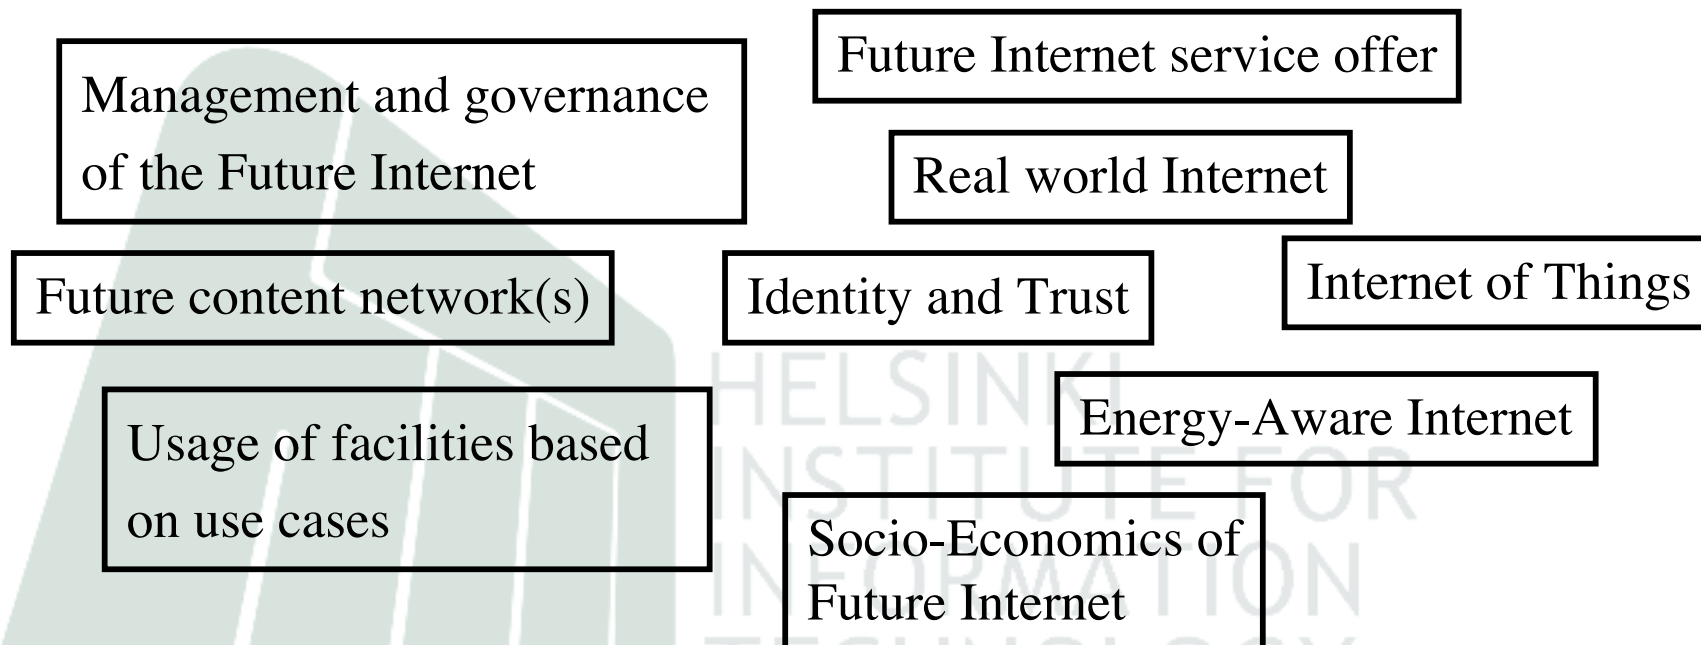 Future Internet service offer
Management and governance
of the Future Internet
Real world Internet
Future content network(s)
Identity and Trust
Internet of Things
Energy-Aware Internet
Usage of facilities based
on use cases
Socio-Economics of
Future Internet
HELSINKI
INSTITUTE FOR
INFORMATION
TECHNOLOGY